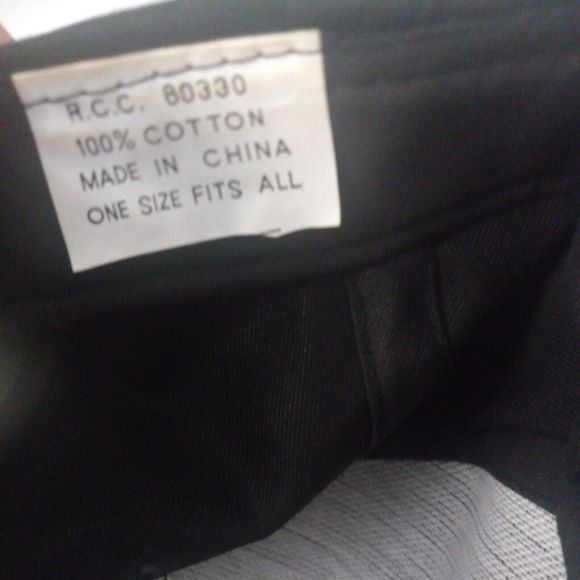 R.C.C. 80330
100% COTTON
MADE IN CHINA
ONE SIZE FITS ALL